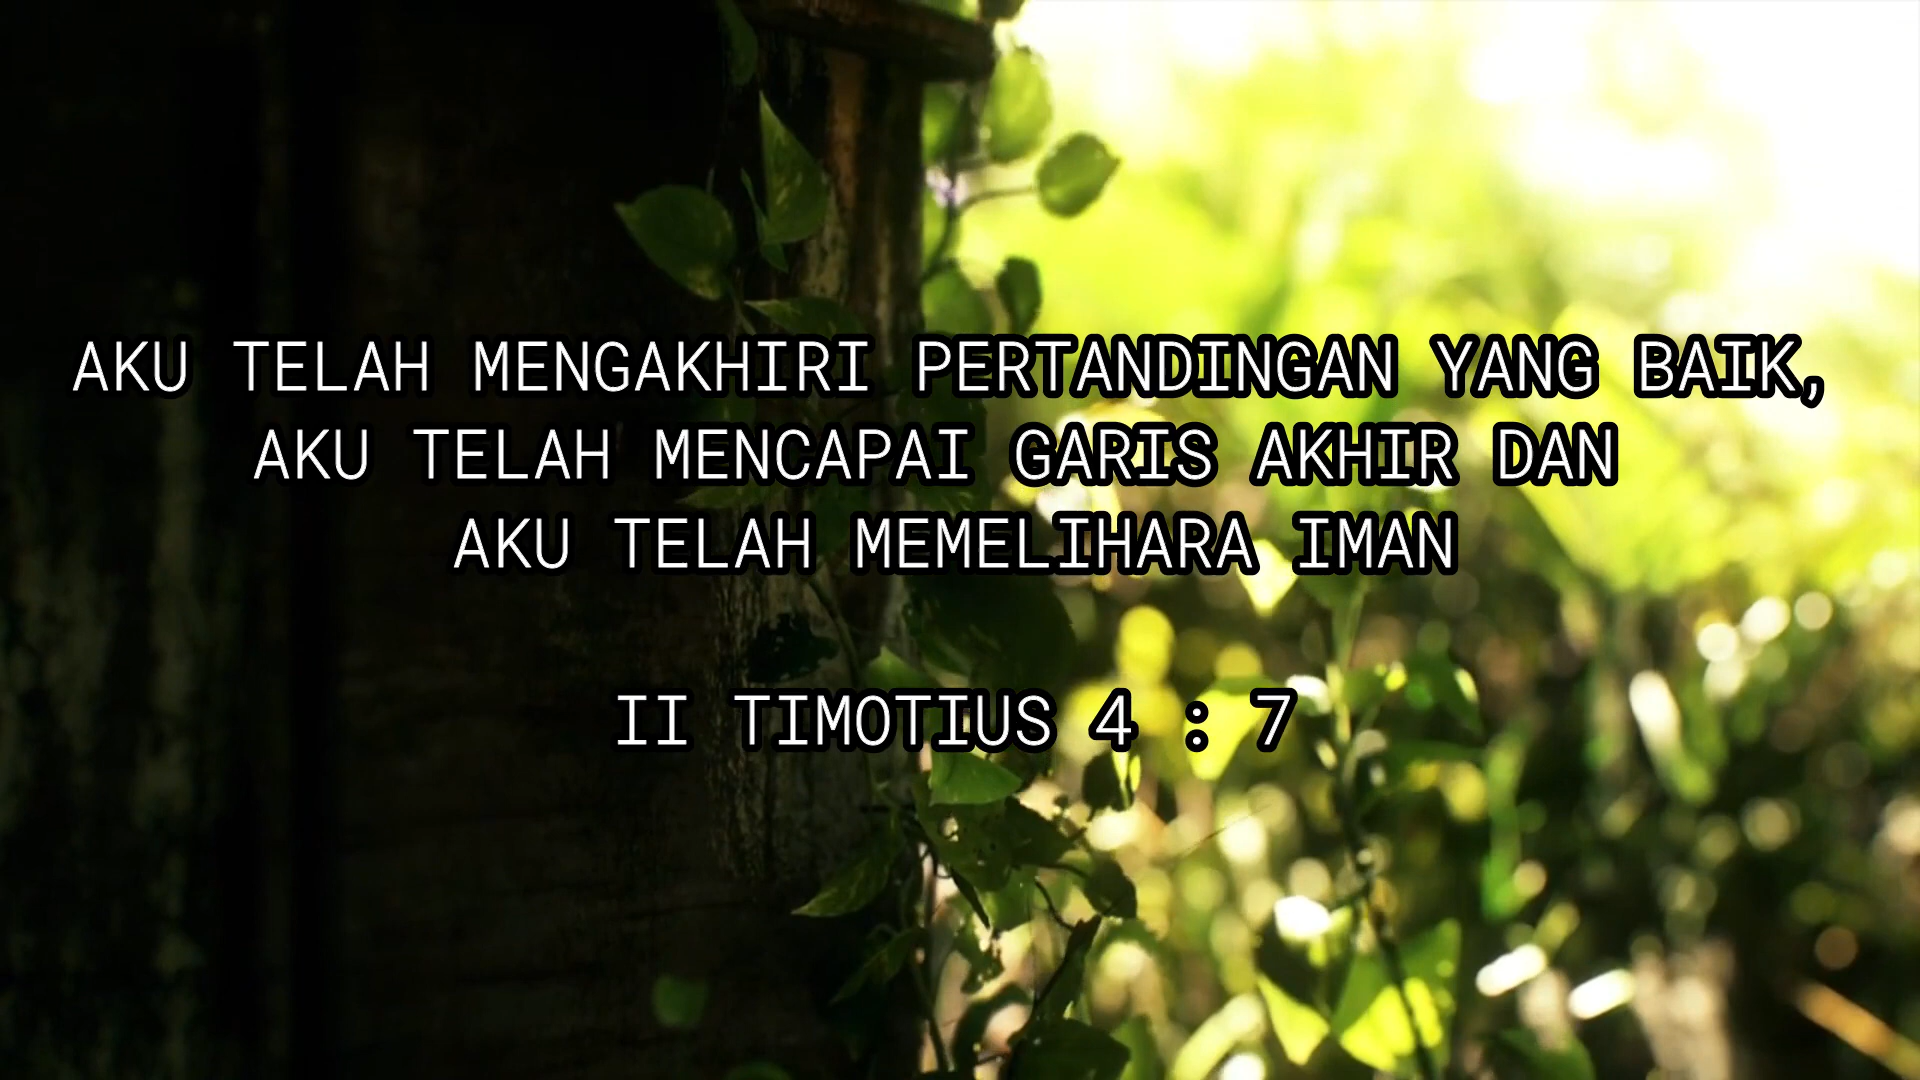 AKU TELAH MENGAKHIRI PERTANDINGAN YANG BAIK,
AKU TELAH MENCAPAI GARIS AKHIR DAN
AKU TELAH MEMELIHARA IMAN
II TIMOTIUS 4 : 7